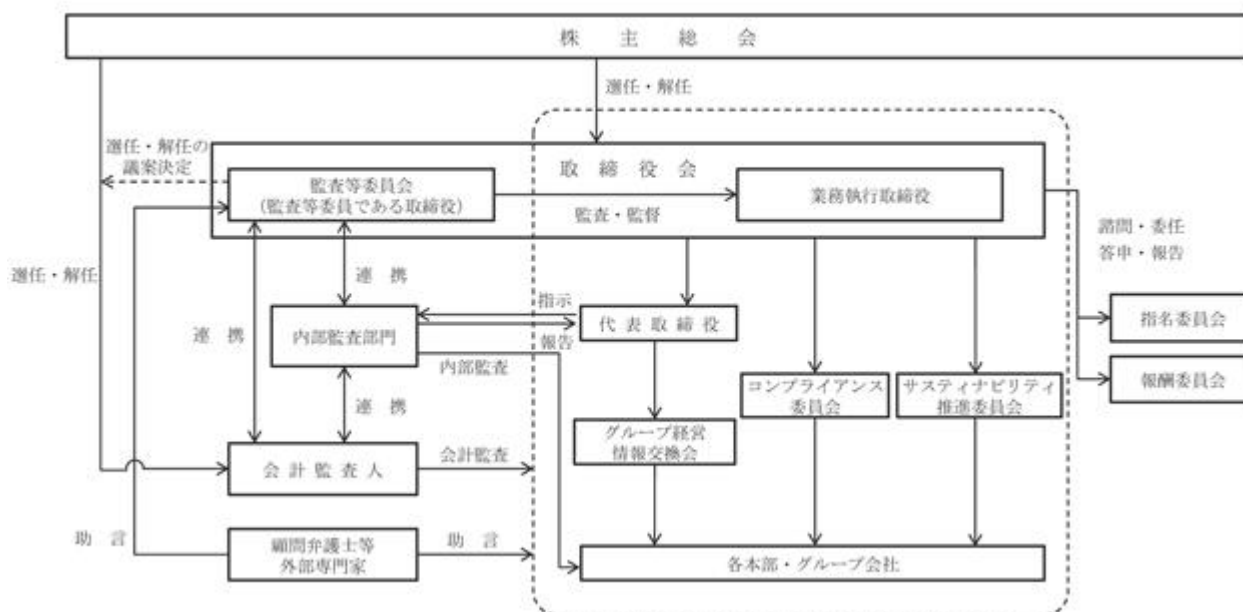 株主総会
選任・解任
選任・解任の
議案決定
取締役会
監査等委員会
(監査等委員である取締役)
業務執行取締役
監査・監督
諮問・委任
答申・報告
選任・解任
連携
指示
代表取締役
指名委員会
内部監査部門
連携
報告
内部監査
報酬委員会
コンプライアンス
委員会
サスティナビリティ
推進委員会
連携
グループ経営
情報交換会
会計監査人
会計監査
助言
顧問弁護士等
外部専門家
助言
各本部・グループ会社